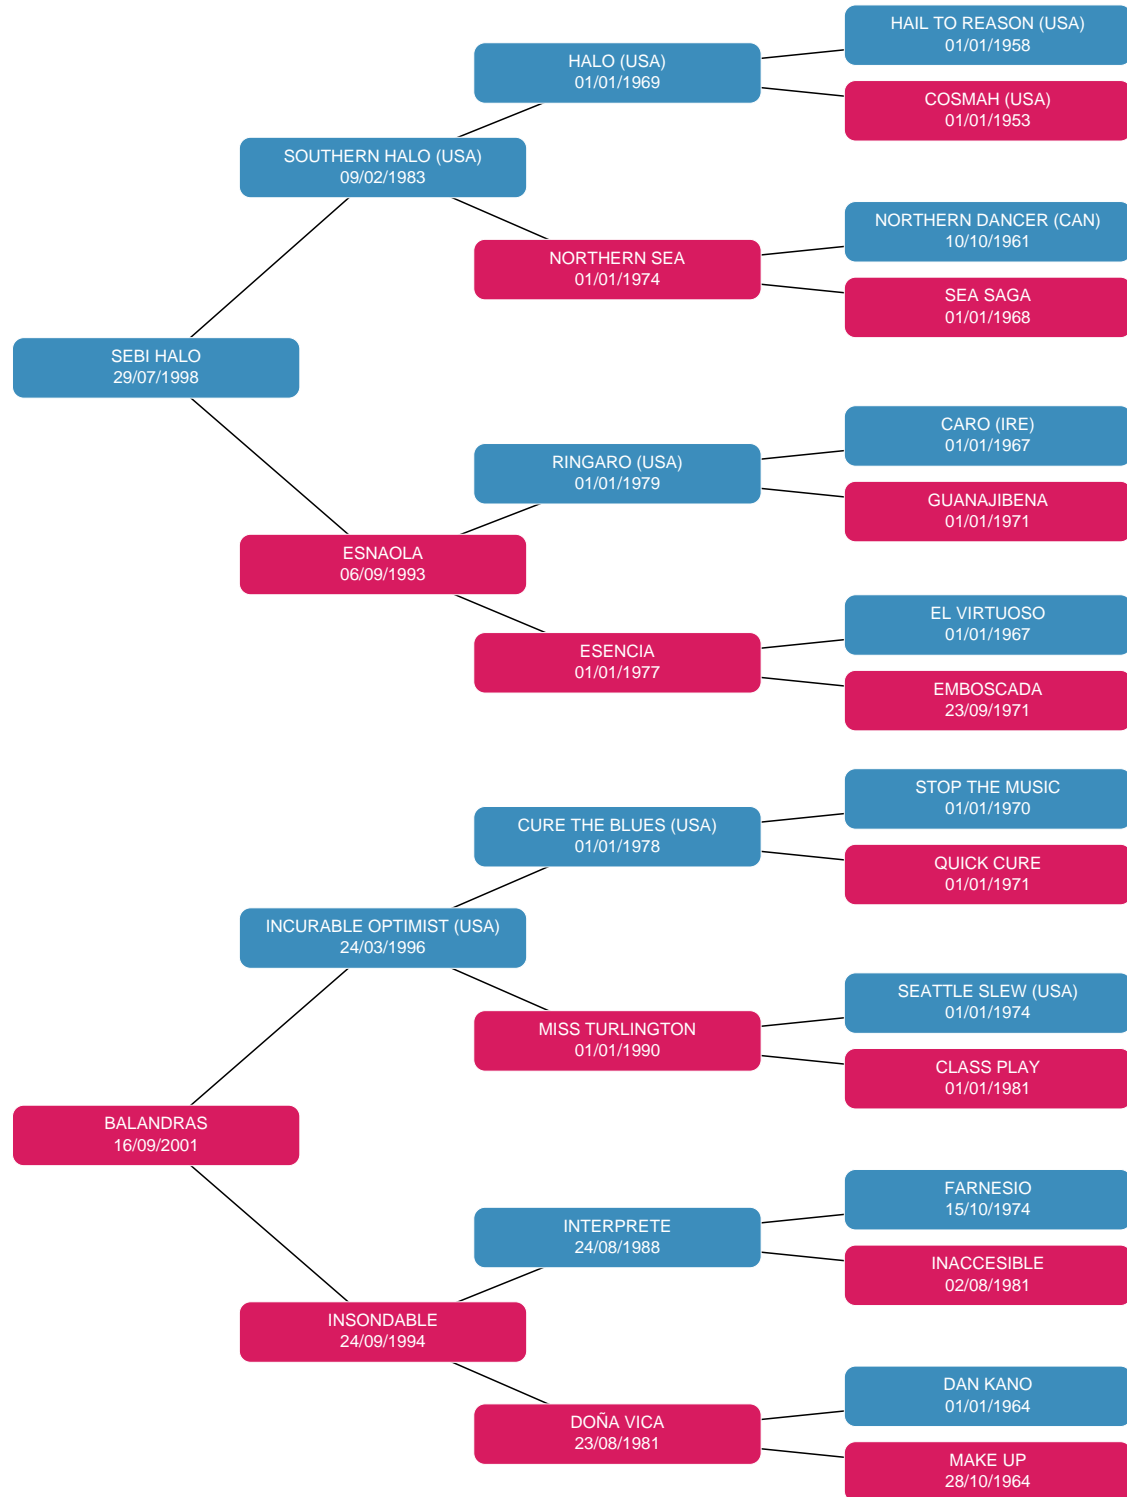 HAIL TO REASON (USA)
01/01/1958
HALO (USA)
01/01/1969
COSMAH (USA)
01/01/1953
SOUTHERN HALO (USA)
09/02/1983
NORTHERN DANCER (CAN)
10/10/1961
NORTHERN SEA
01/01/1974
SEA SAGA
01/01/1968
SEBI HALO
29/07/1998
CARO (IRE)
01/01/1967
RINGARO (USA)
01/01/1979
GUANAJIBENA
01/01/1971
ESNAOLA
06/09/1993
EL VIRTUOSO
01/01/1967
ESENCIA
01/01/1977
EMBOSCADA
23/09/1971
STOP THE MUSIC
01/01/1970
CURE THE BLUES (USA)
01/01/1978
QUICK CURE
01/01/1971
INCURABLE OPTIMIST (USA)
24/03/1996
SEATTLE SLEW (USA)
01/01/1974
MISS TURLINGTON
01/01/1990
CLASS PLAY
01/01/1981
BALANDRAS
16/09/2001
FARNESIO
15/10/1974
INTERPRETE
24/08/1988
INACCESIBLE
02/08/1981
INSONDABLE
24/09/1994
DAN KANO
01/01/1964
DOÑA VICA
23/08/1981
MAKE UP
28/10/1964